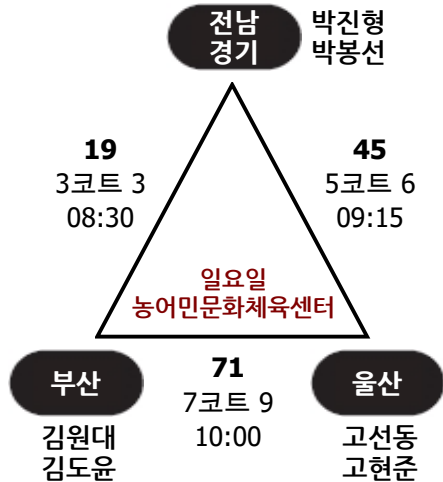 전남
경기
박진형
박봉선
19
3코트 3
08:30
45
5코트 6
09:15
일요일
농어민문화체육센터
부산
김원대
김도윤
71
7코트 9
10:00
울산
고선동
고현준